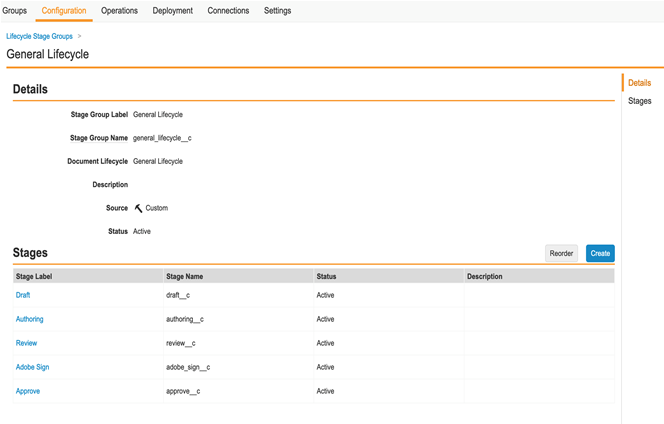 Groups Configuration Operations Deployment Connections Settings
Lifecycle Stage Groups >
General Lifecycle
Details
Details
Stages
Stage Group Label General Lifecycle
Stage Group Name general_lifecycle__c
Document Lifecycle General Lifecycle
Description
Source Custom
Status Active
Stages Reorder Create
Stage Label Stage Name Status Description
Draft draft__c Active
Authoring authoring__c Active
Review review__c Active
Adobe Sign adobe_sign__c Active
Approve approve__c Active